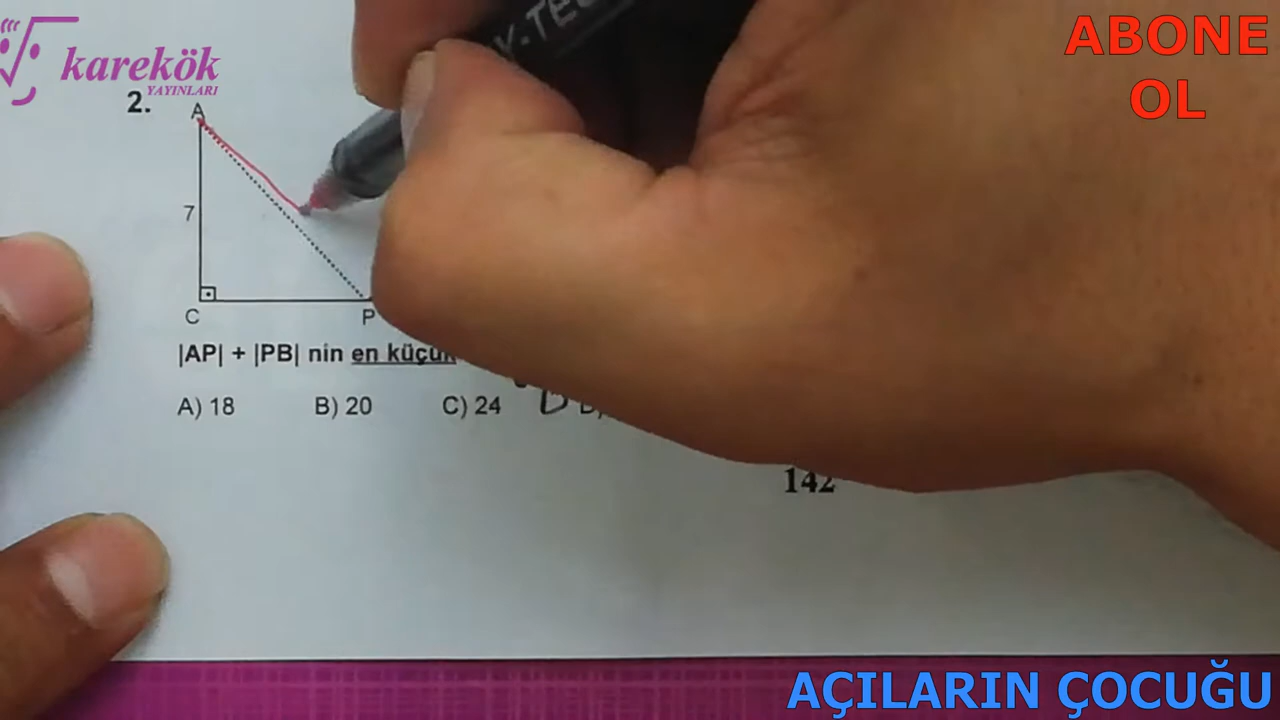 ABONE
OL
karekök
YAYINLARI
2.
A
7
C
P
|AP| + |PB| nin en küçük
A) 18
B) 20
C) 24
142
AÇILARIN ÇOCUĞU